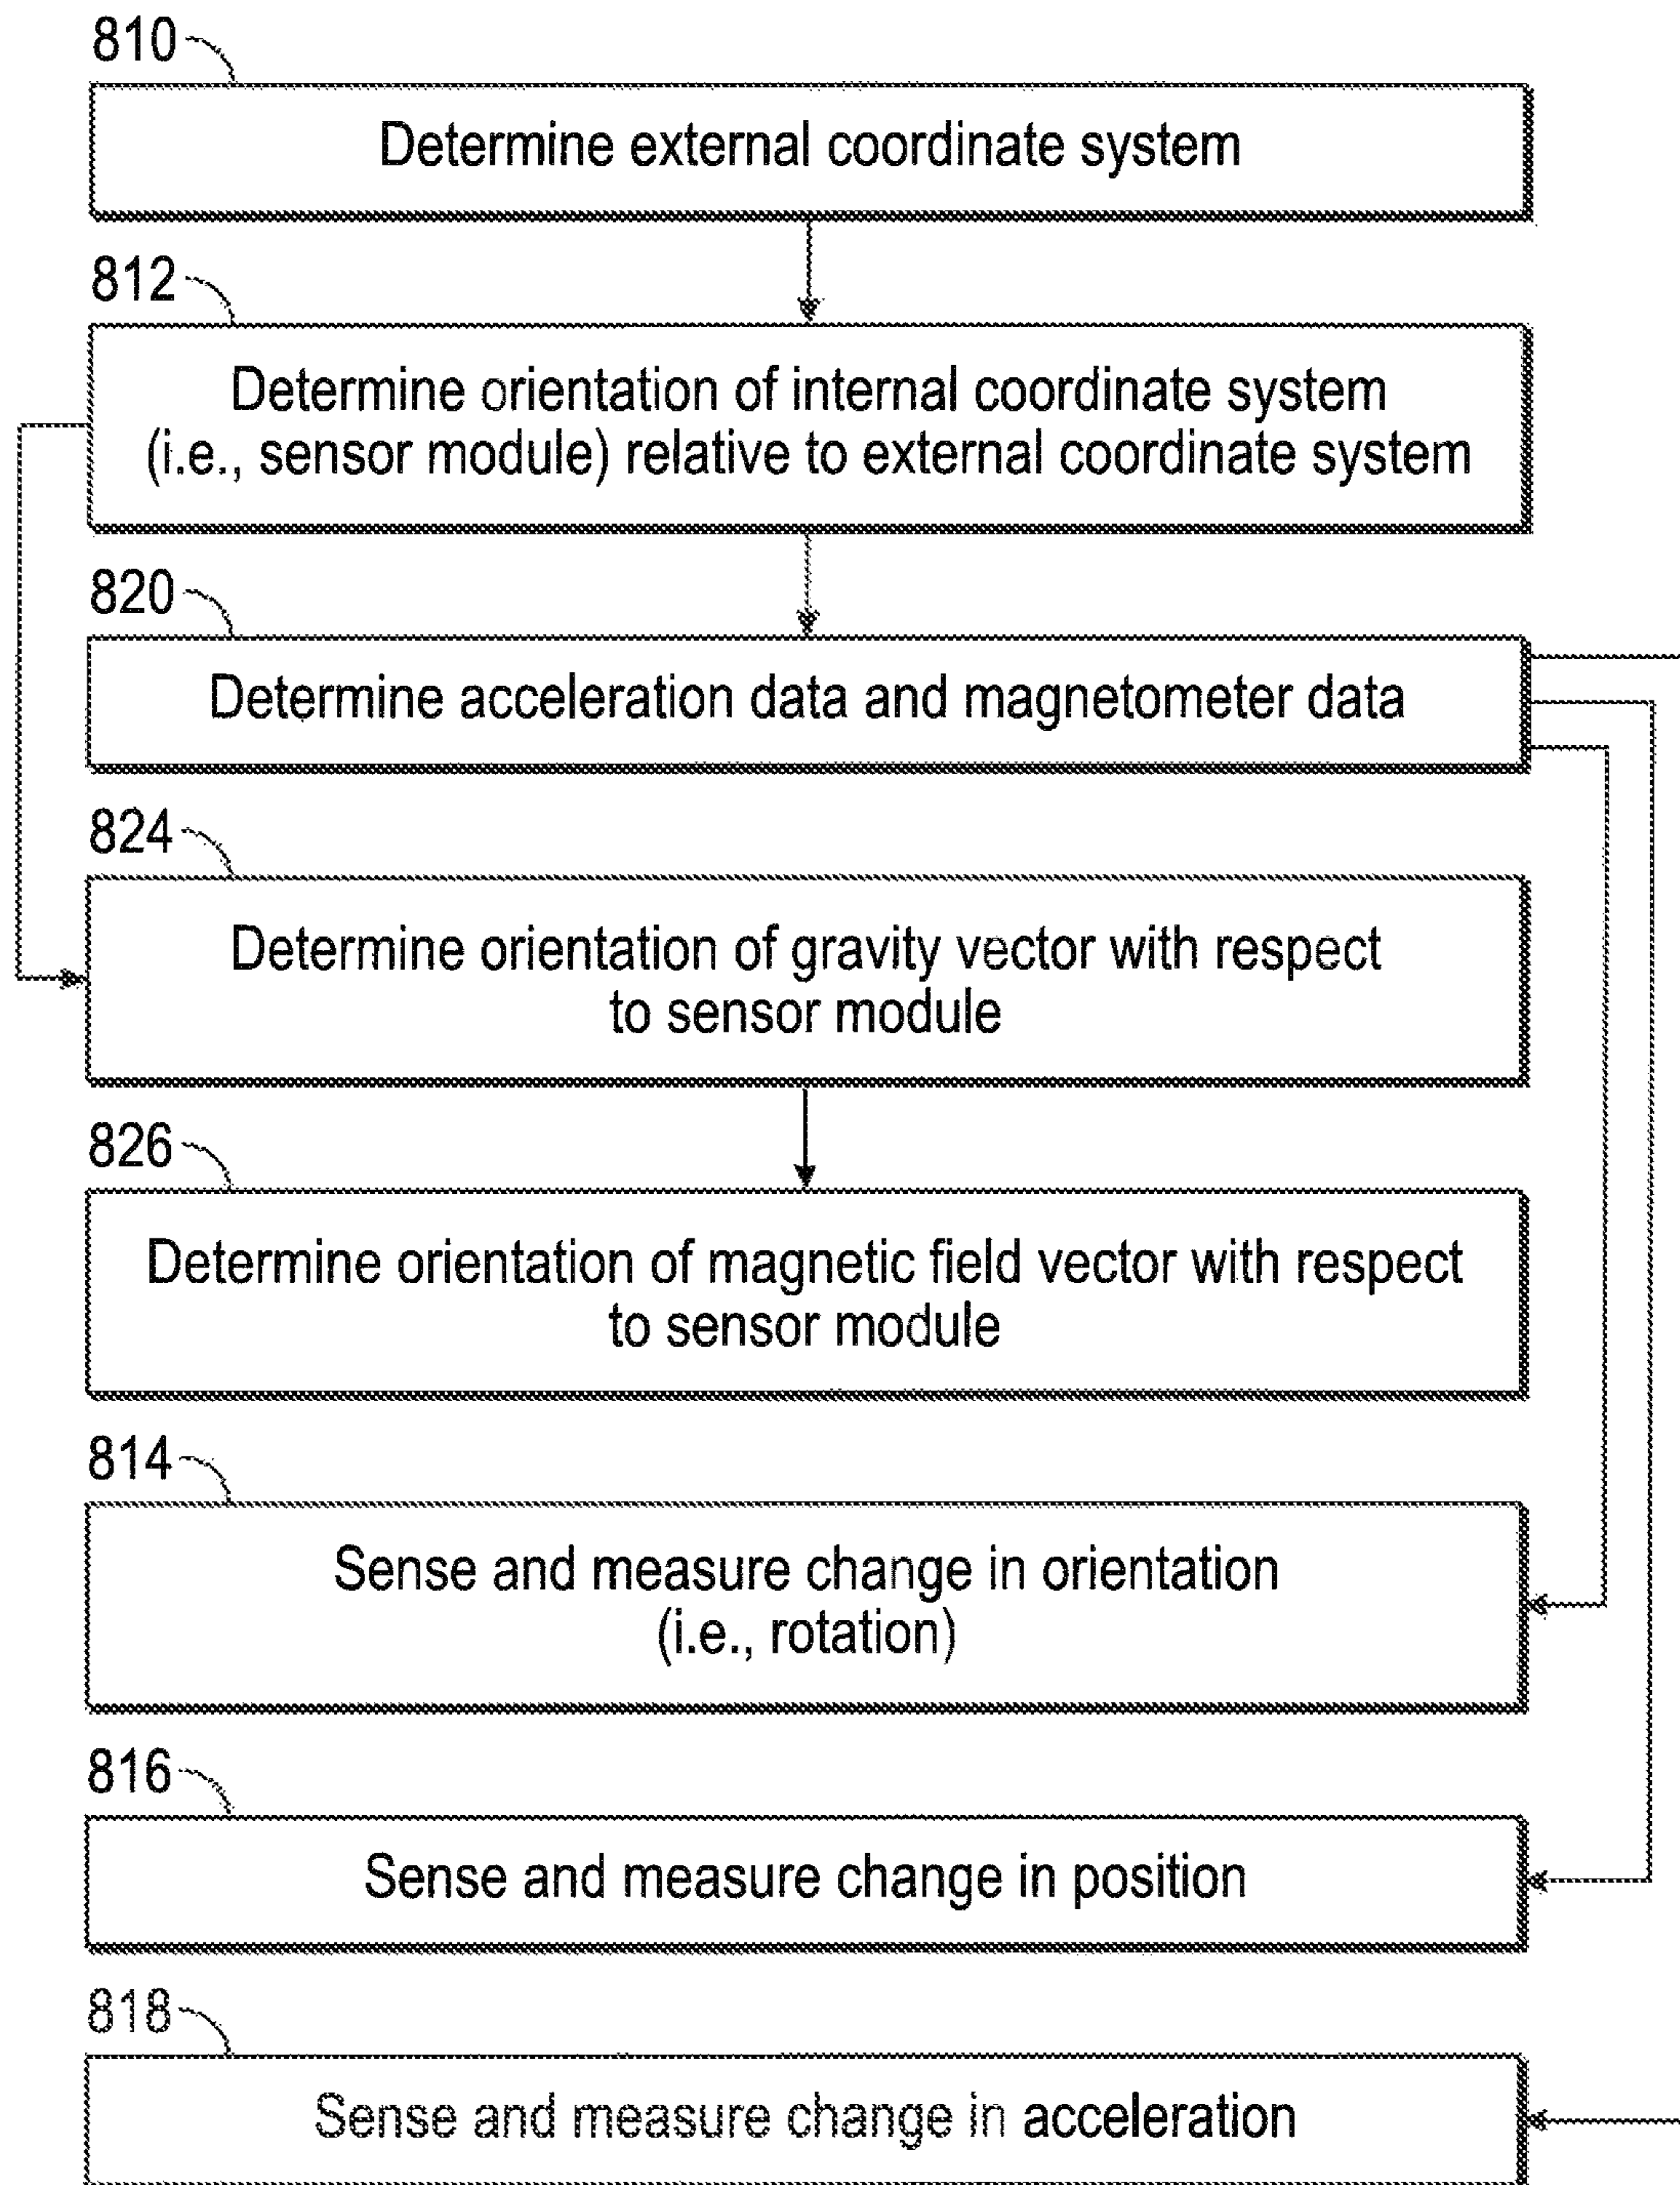 810
Determine external coordinate system
812
Determine orientation of internal coordinate system
(i.e., sensor module) relative to external coordinate system
820
Determine acceleration data and magnetometer data
824
Determine orientation of gravity vector with respect
to sensor module
826
Determine orientation of magnetic field vector with respect
to sensor module
814
Sense and measure change in orientation
(i.e., rotation)
816
Sense and measure change in position
818
Sense and measure change in acceleration